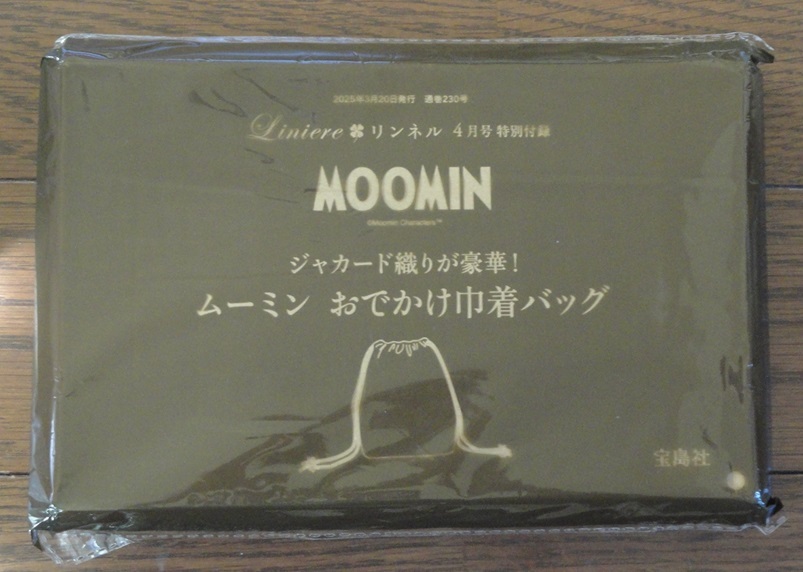 2025年3月20日発行 通巻230号
Liniere リンネル 4月号 特別付録
MOOMIN
©Moomin Characters™
ジャカード織りが豪華！
ムーミン おでかけ巾着バッグ
宝島社